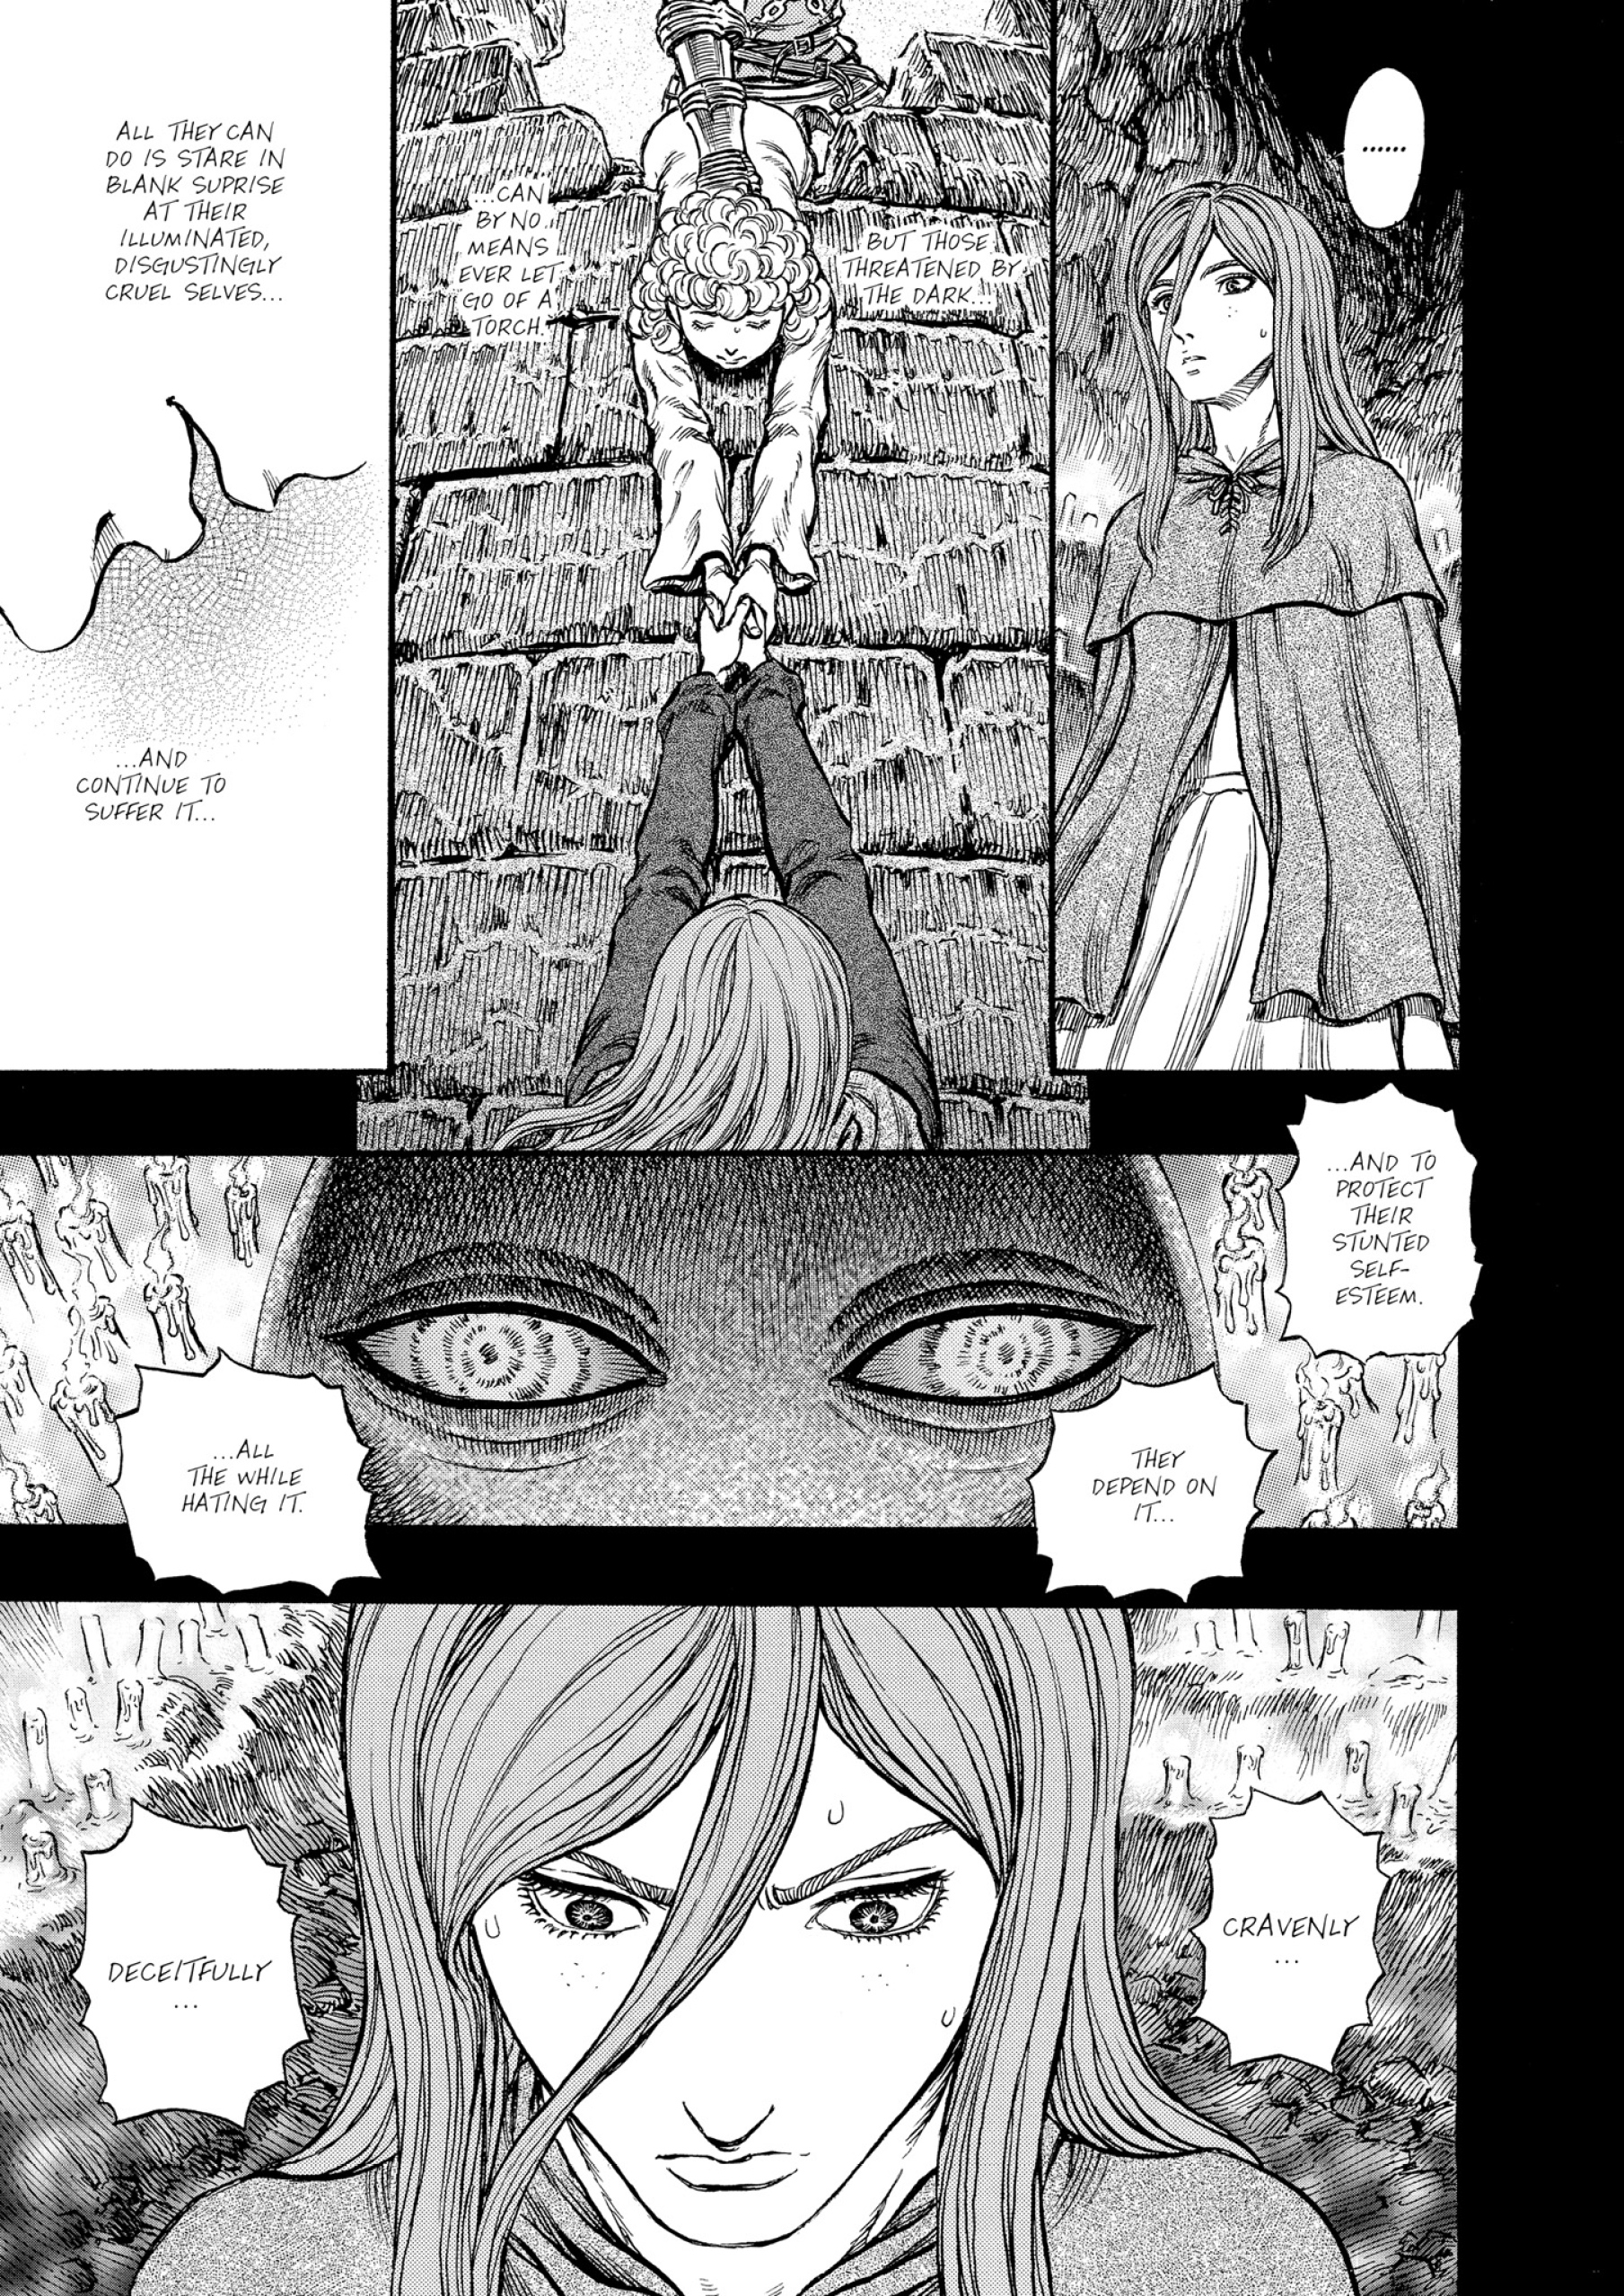 ......
BUT THOSE
THREATENED BY
THE DARK...
...CAN
BY NO
MEANS
EVER LET
GO OF A
TORCH.
ALL THEY CAN
DO IS STARE IN
BLANK SUPRISE
AT THEIR
ILLUMINATED,
DISGUSTINGLY
CRUEL SELVES...
...AND
CONTINUE TO
SUFFER IT...
...AND TO
PROTECT
THEIR
STUNTED
SELF-
ESTEEM.
THEY
DEPEND ON
IT...
...ALL
THE WHILE
HATING IT.
CRAVENLY
...
DECEITFULLY
...